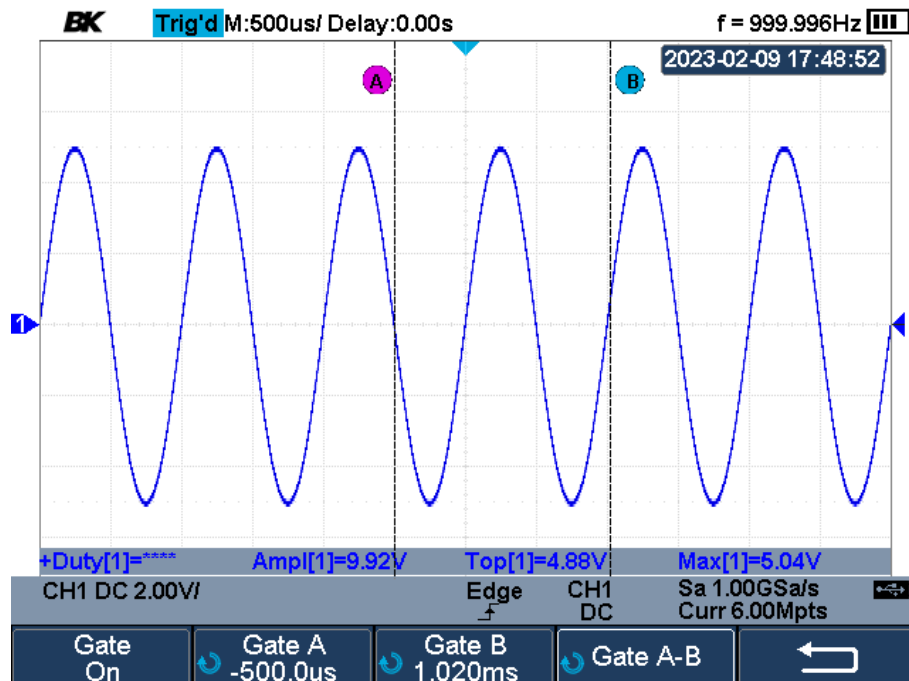 BK Trig'd M:500us/ Delay:0.00s f = 999.996Hz
2023-02-09 17:48:52
A B
1
+Duty[1]=**** Ampl[1]=9.92V Top[1]=4.88V Max[1]=5.04V
CH1 DC 2.00V/ Edge CH1 Sa 1.00GSa/s
DC Curr 6.00Mpts
Gate Gate A Gate B Gate A-B
On -500.0us 1.020ms